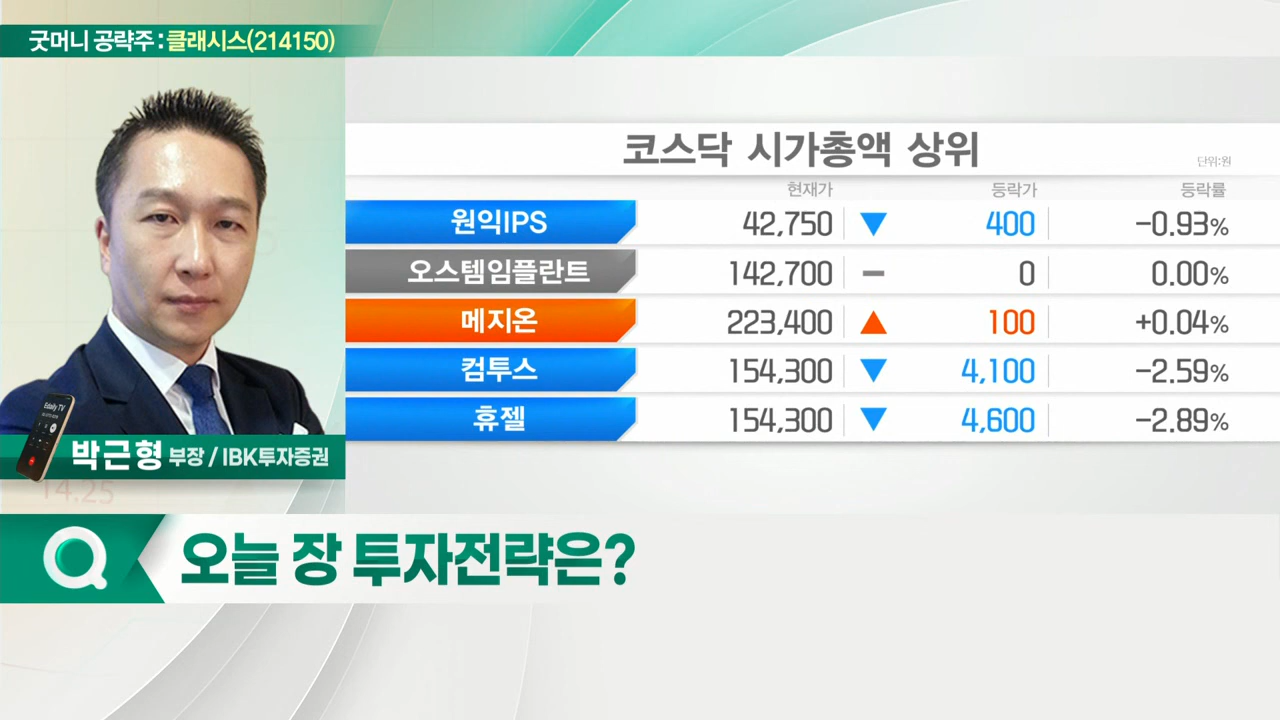 굿머니 공략주 : 클래시스(214150)
코스닥 시가총액 상위
단위:원
현재가 등락가 등락률
원익IPS 42,750 ▼ 400 -0.93%
오스템임플란트 142,700 - 0 0.00%
메지온 223,400 ▲ 100 +0.04%
컴투스 154,300 ▼ 4,100 -2.59%
휴젤 154,300 ▼ 4,600 -2.89%
Edaily TV
박근형 부장 / IBK투자증권
14.25
Q 오늘 장 투자전략은?